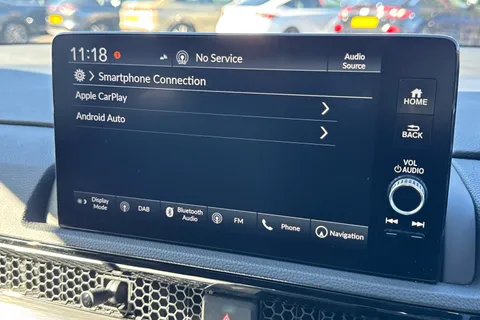 11:18 No Service Audio Source
Smartphone Connection
Apple CarPlay
Android Auto
HOME
BACK
VOL
AUDIO
Display Mode
DAB
Bluetooth Audio
FM
Phone
Navigation